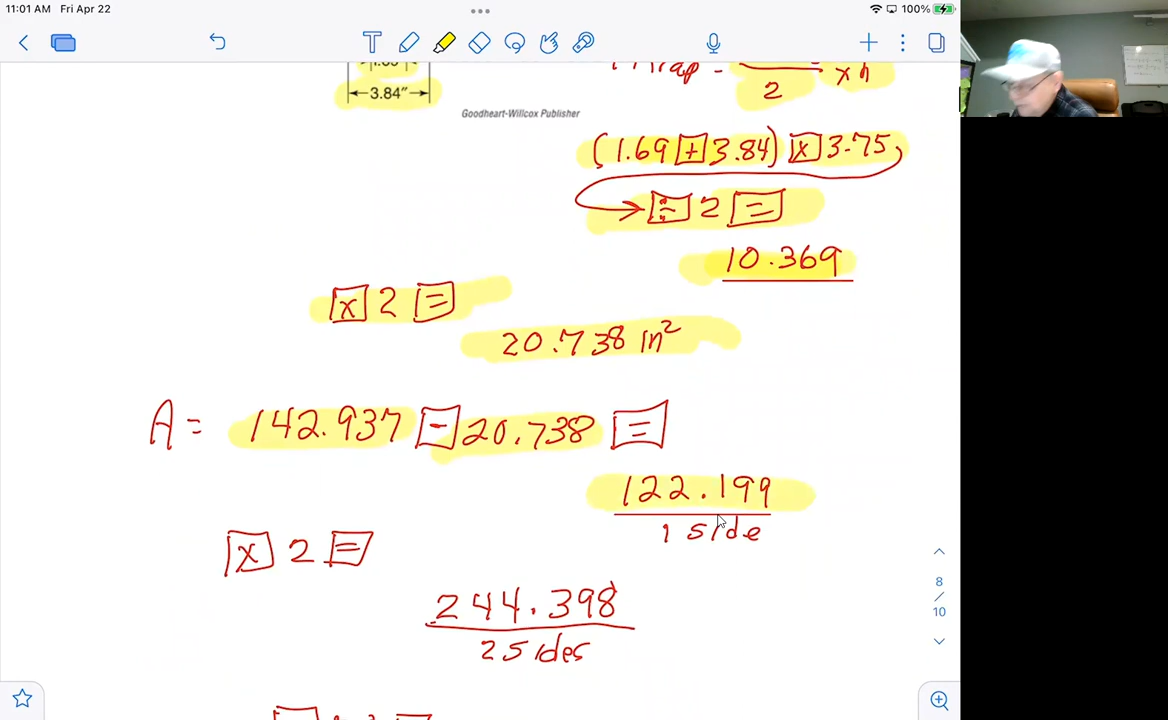 11:01 AM Fri Apr 22
100%
3.84"
Goodheart-Willcox Publisher
2
x h
(1.69 + 3.84) x 3.75
÷ 2 =
10.369
x 2 =
20.738 in²
A = 142.937 - 20.738 =
122.199
1 side
x 2 =
244.398
2 sides
8
/
10